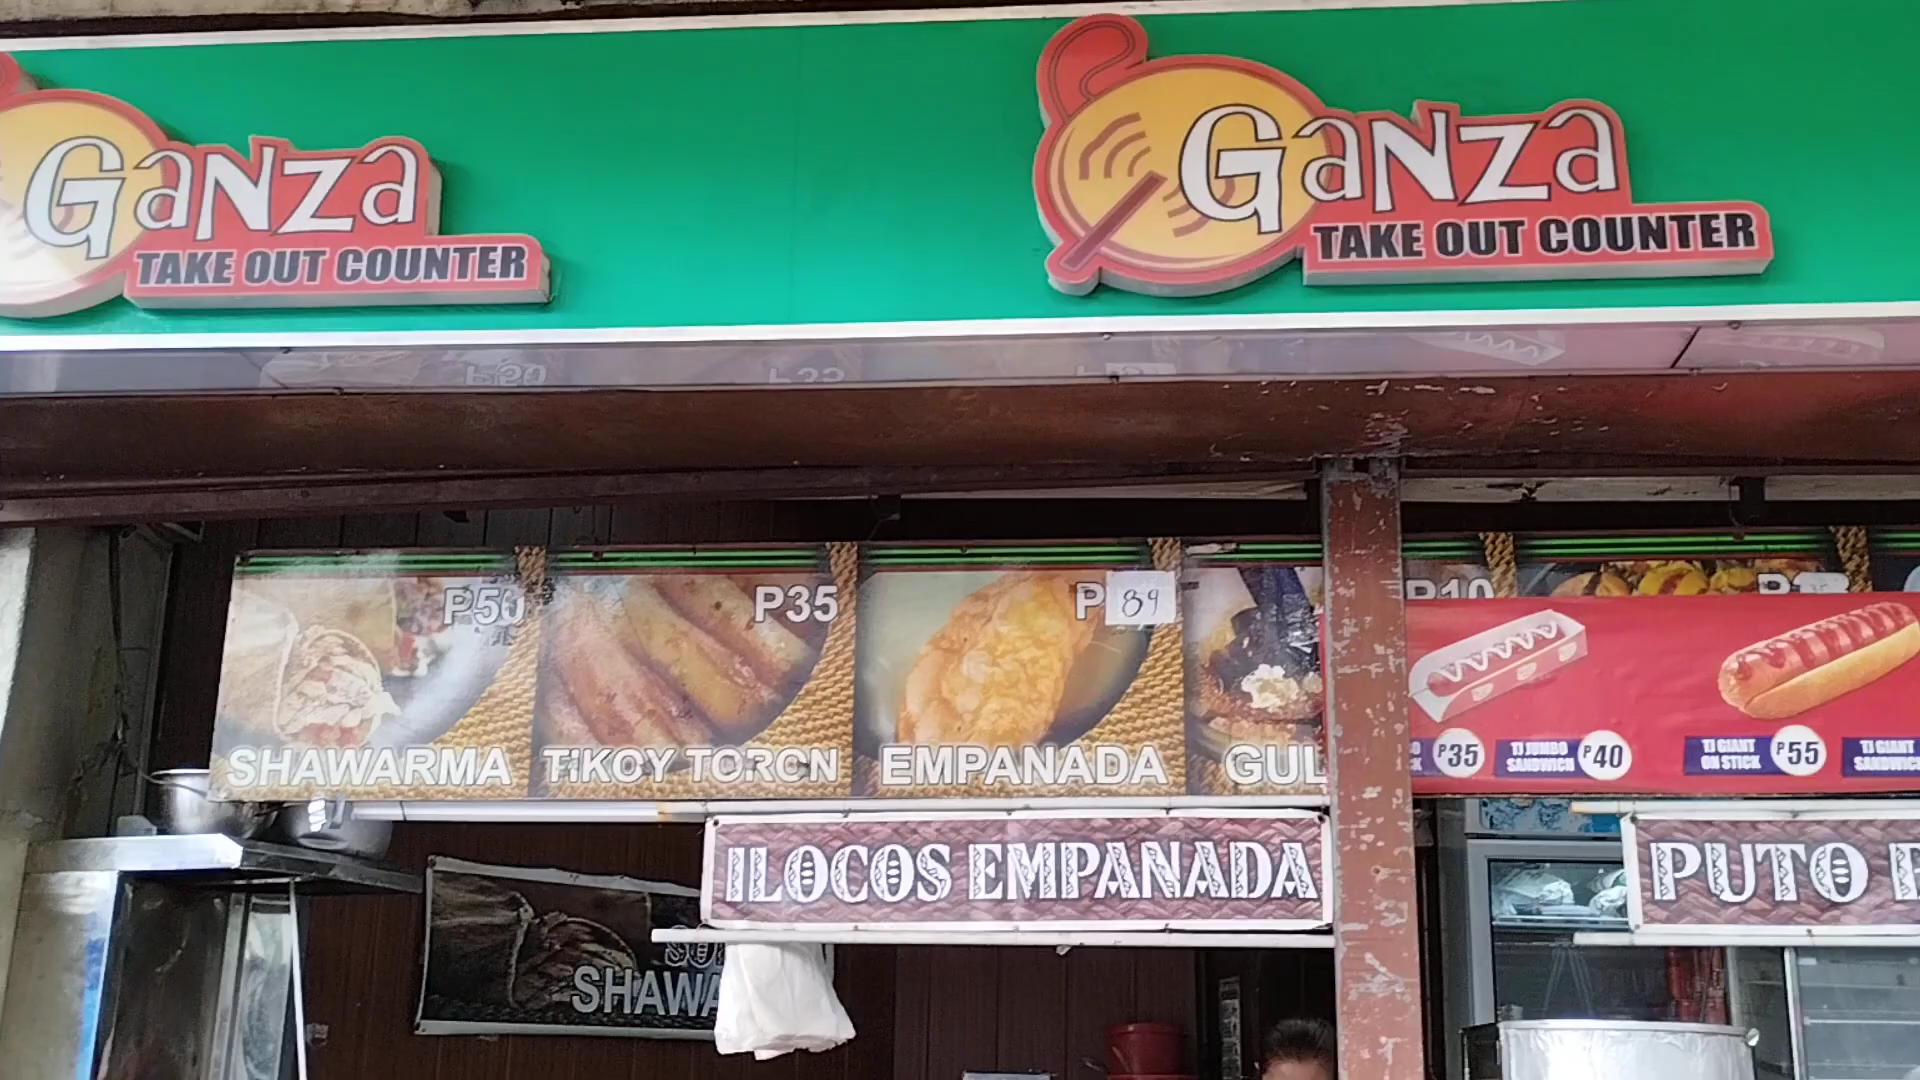 Ganza
TAKE OUT COUNTER
Ganza
TAKE OUT COUNTER
P50
SHAWARMA
P35
TIKOY TORON
P 89
EMPANADA
GUL
P10
P35
TJ JUMBO SANDWICH
P40
TJ GIANT ON STICK
P55
TJ GIANT SANDWICH
ILOCOS EMPANADA
PUTO
SHAWA